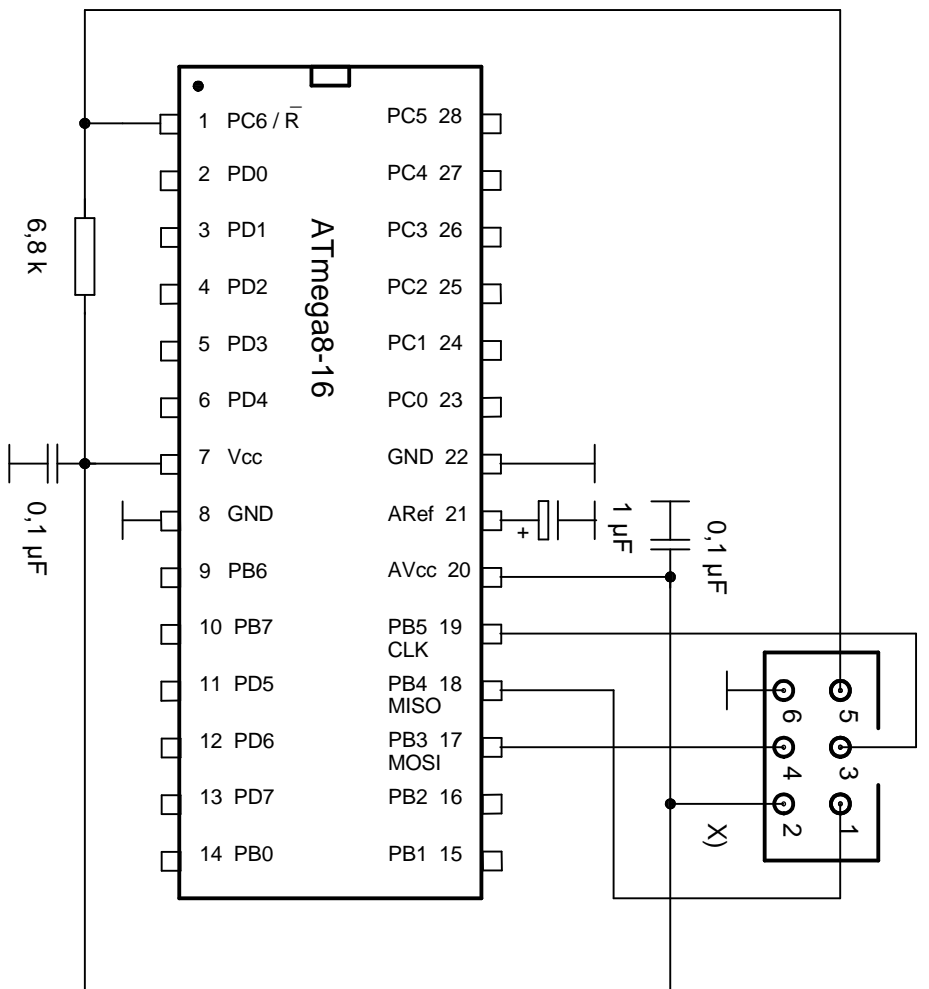 1 PC6 / R̅
2 PD0
3 PD1
4 PD2
5 PD3
6 PD4
7 Vcc
8 GND
9 PB6
10 PB7
11 PD5
12 PD6
13 PD7
14 PB0
ATmega8-16
PC5 28
PC4 27
PC3 26
PC2 25
PC1 24
PC0 23
GND 22
ARef 21
AVcc 20
PB5 19
CLK
PB4 18
MISO
PB3 17
MOSI
PB2 16
PB1 15
6,8 k
0,1 µF
+
1 µF
0,1 µF
6 5
4 3
2 1
X)